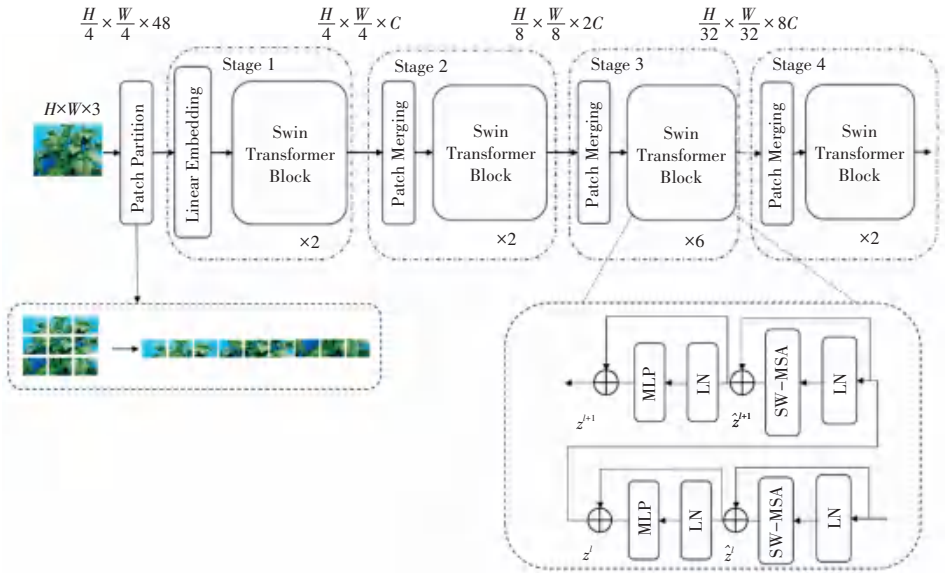 H/4 × W/4 × 48
H/4 × W/4 × C
H/8 × W/8 × 2C
H/32 × W/32 × 8C
H×W×3
Patch Partition
Stage 1
Linear Embedding
Swin
Transformer
Block
×2
Stage 2
Patch Merging
Swin
Transformer
Block
×2
Stage 3
Patch Merging
Swin
Transformer
Block
×6
Stage 4
Patch Merging
Swin
Transformer
Block
×2
z^{l+1}
MLP
LN
ẑ^{l+1}
SW-MSA
LN
z^l
MLP
LN
ẑ^l
SW-MSA
LN